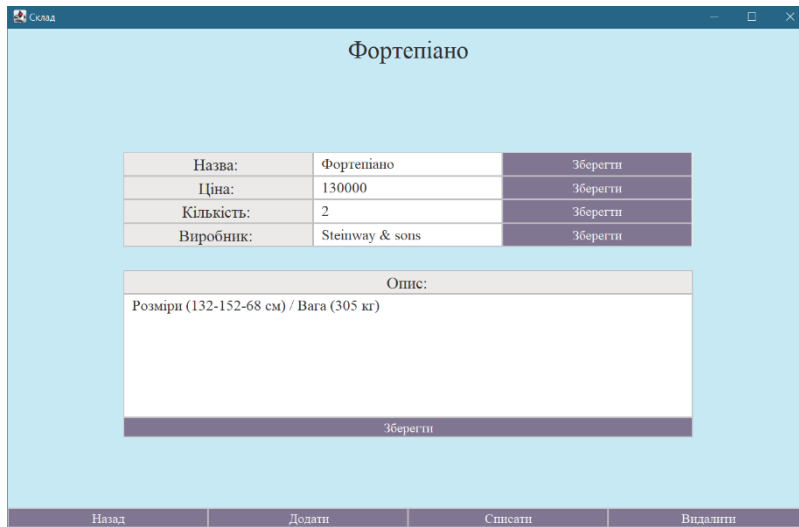 Склад
Фортепіано
Назва: Фортепіано Зберегти
Ціна: 130000 Зберегти
Кількість: 2 Зберегти
Виробник: Steinway & sons Зберегти
Опис:
Розміри (132-152-68 см) / Вага (305 кг)
Зберегти
Назад Додати Списати Видалити